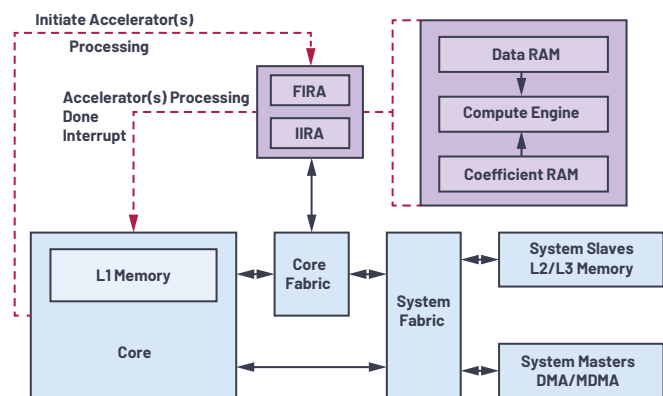 Initiate Accelerator(s)
Processing
Accelerator(s) Processing
Done
Interrupt
FIRA
IIRA
Data RAM
Compute Engine
Coefficient RAM
L1 Memory
Core
Core
Fabric
System
Fabric
System Slaves
L2/L3 Memory
System Masters
DMA/MDMA